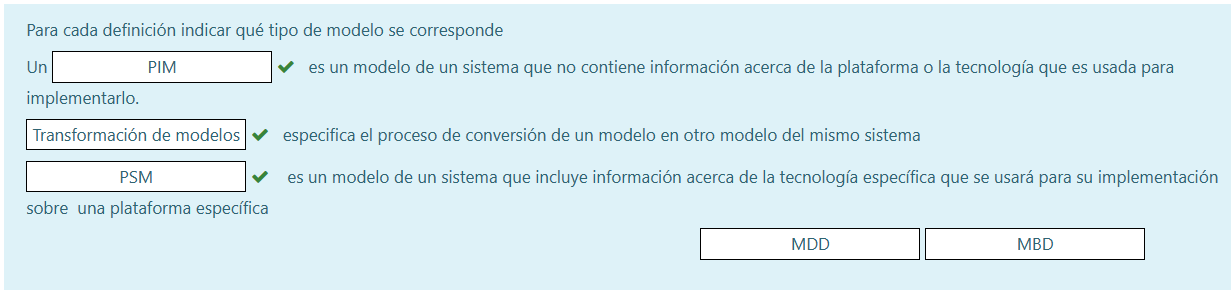 Para cada definición indicar qué tipo de modelo se corresponde
Un PIM es un modelo de un sistema que no contiene información acerca de la plataforma o la tecnología que es usada para
implementarlo.
Transformación de modelos especifica el proceso de conversión de un modelo en otro modelo del mismo sistema
PSM es un modelo de un sistema que incluye información acerca de la tecnología específica que se usará para su implementación
sobre una plataforma específica
MDD MBD